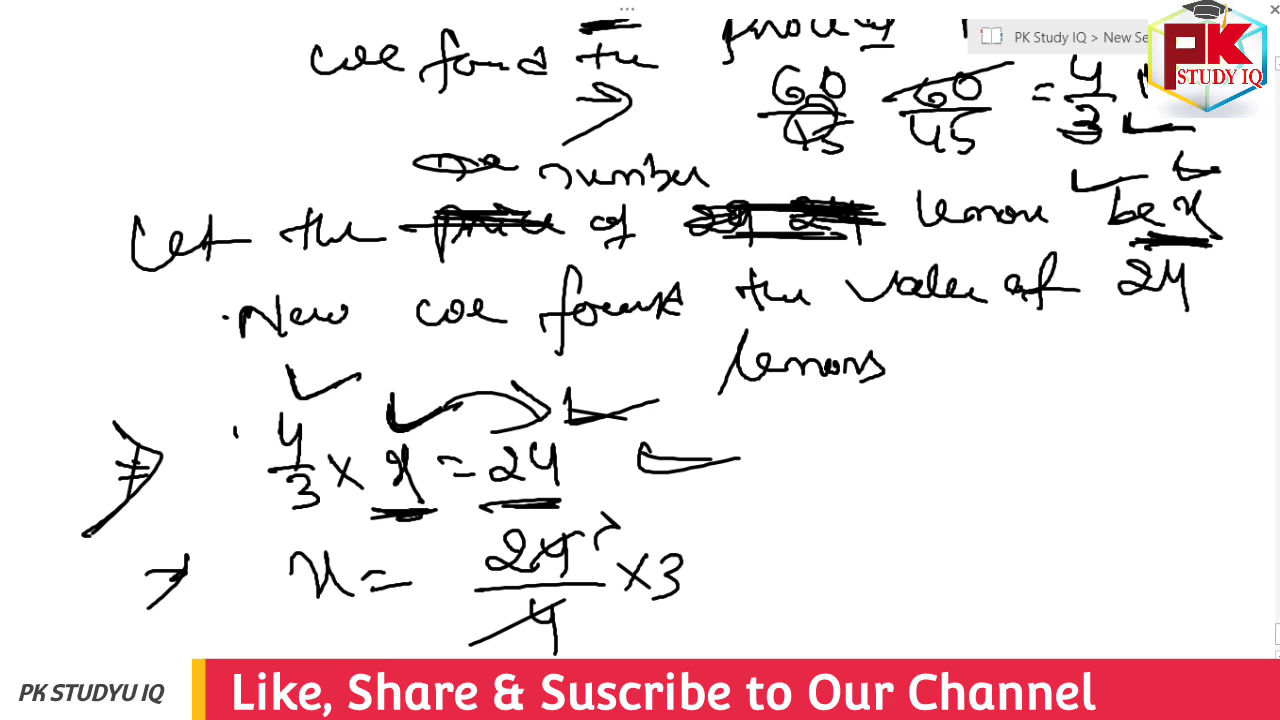 PK Study IQ > New Se
PK
STUDY IQ
we found the
=> 60/45 60/45 = 4/3
number
Let the of lemon be x
Now we found the value of 24
lemons
4/3 × x = 24
x = 24/4 × 3
PK STUDYU IQ
Like, Share & Suscribe to Our Channel